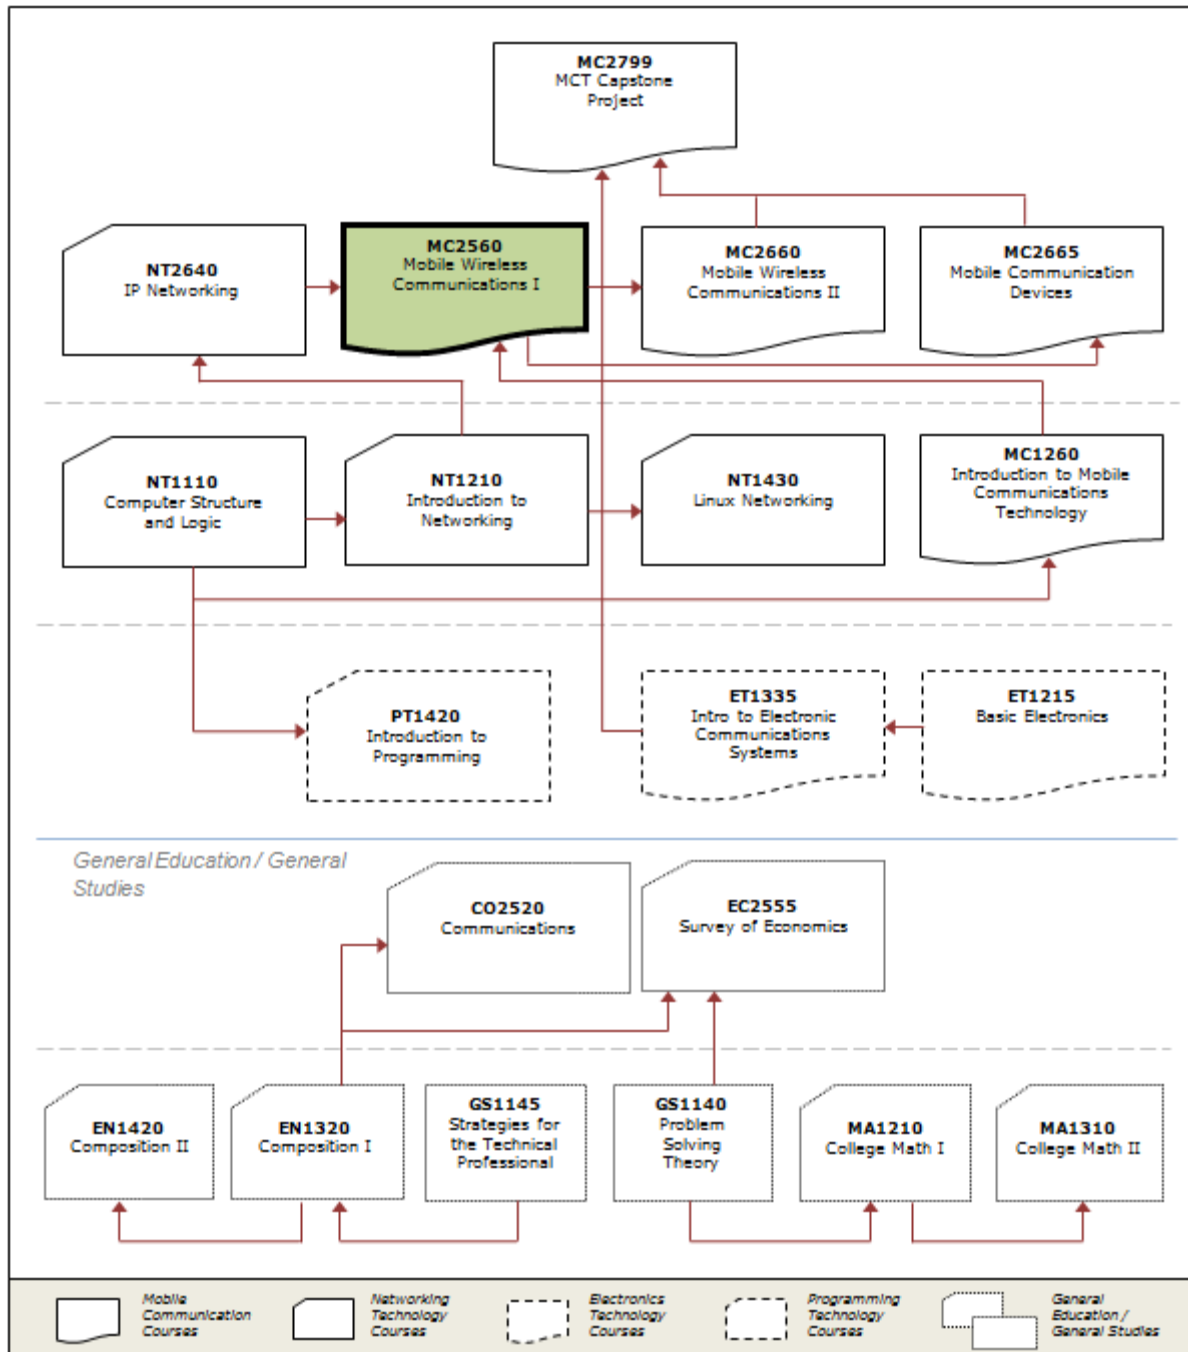 MC2799
MCT Capstone
Project
NT2640
IP Networking
MC2560
Mobile Wireless
Communications I
MC2660
Mobile Wireless
Communications II
MC2665
Mobile Communication
Devices
NT1110
Computer Structure
and Logic
NT1210
Introduction to
Networking
NT1430
Linux Networking
MC1260
Introduction to Mobile
Communications
Technology
PT1420
Introduction to
Programming
ET1335
Intro to Electronic
Communications
Systems
ET1215
Basic Electronics
General Education / General
Studies
CO2520
Communications
EC2555
Survey of Economics
EN1420
Composition II
EN1320
Composition I
GS1145
Strategies for
the Technical
Professional
GS1140
Problem
Solving
Theory
MA1210
College Math I
MA1310
College Math II
Mobile
Communication
Courses
Networking
Technology
Courses
Electronics
Technology
Courses
Programming
Technology
Courses
General
Education /
General Studies